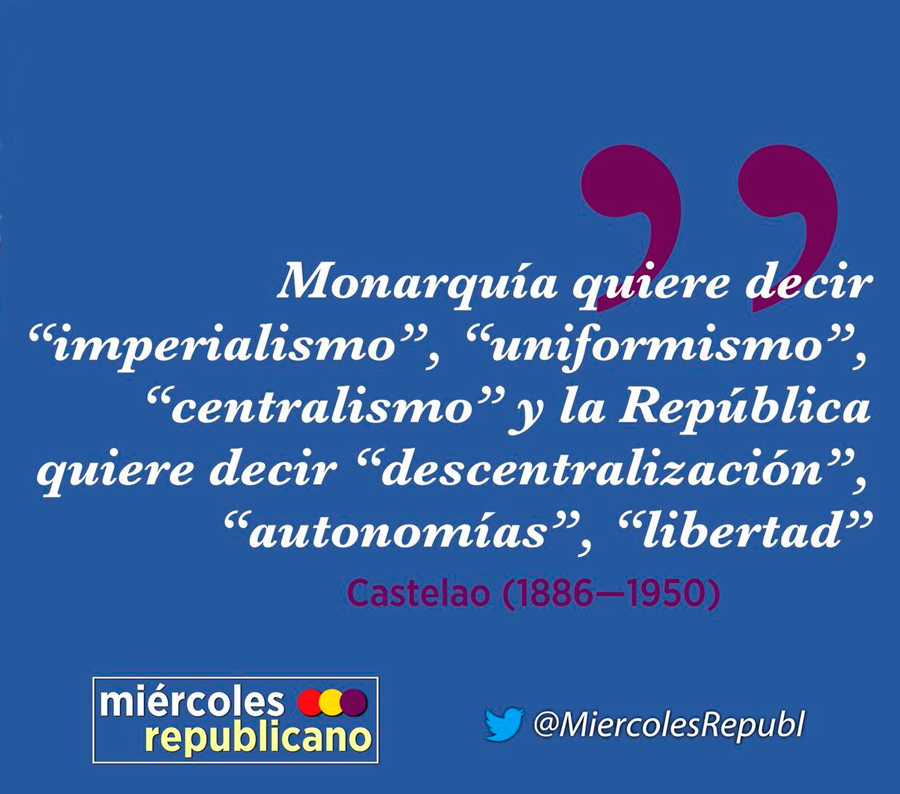 Monarquía quiere decir
“imperialismo”, “uniformismo”,
“centralismo” y la República
quiere decir “descentralización”,
“autonomías”, “libertad”
Castelao (1886—1950)
miércoles
republicano
@MiercolesRepubl